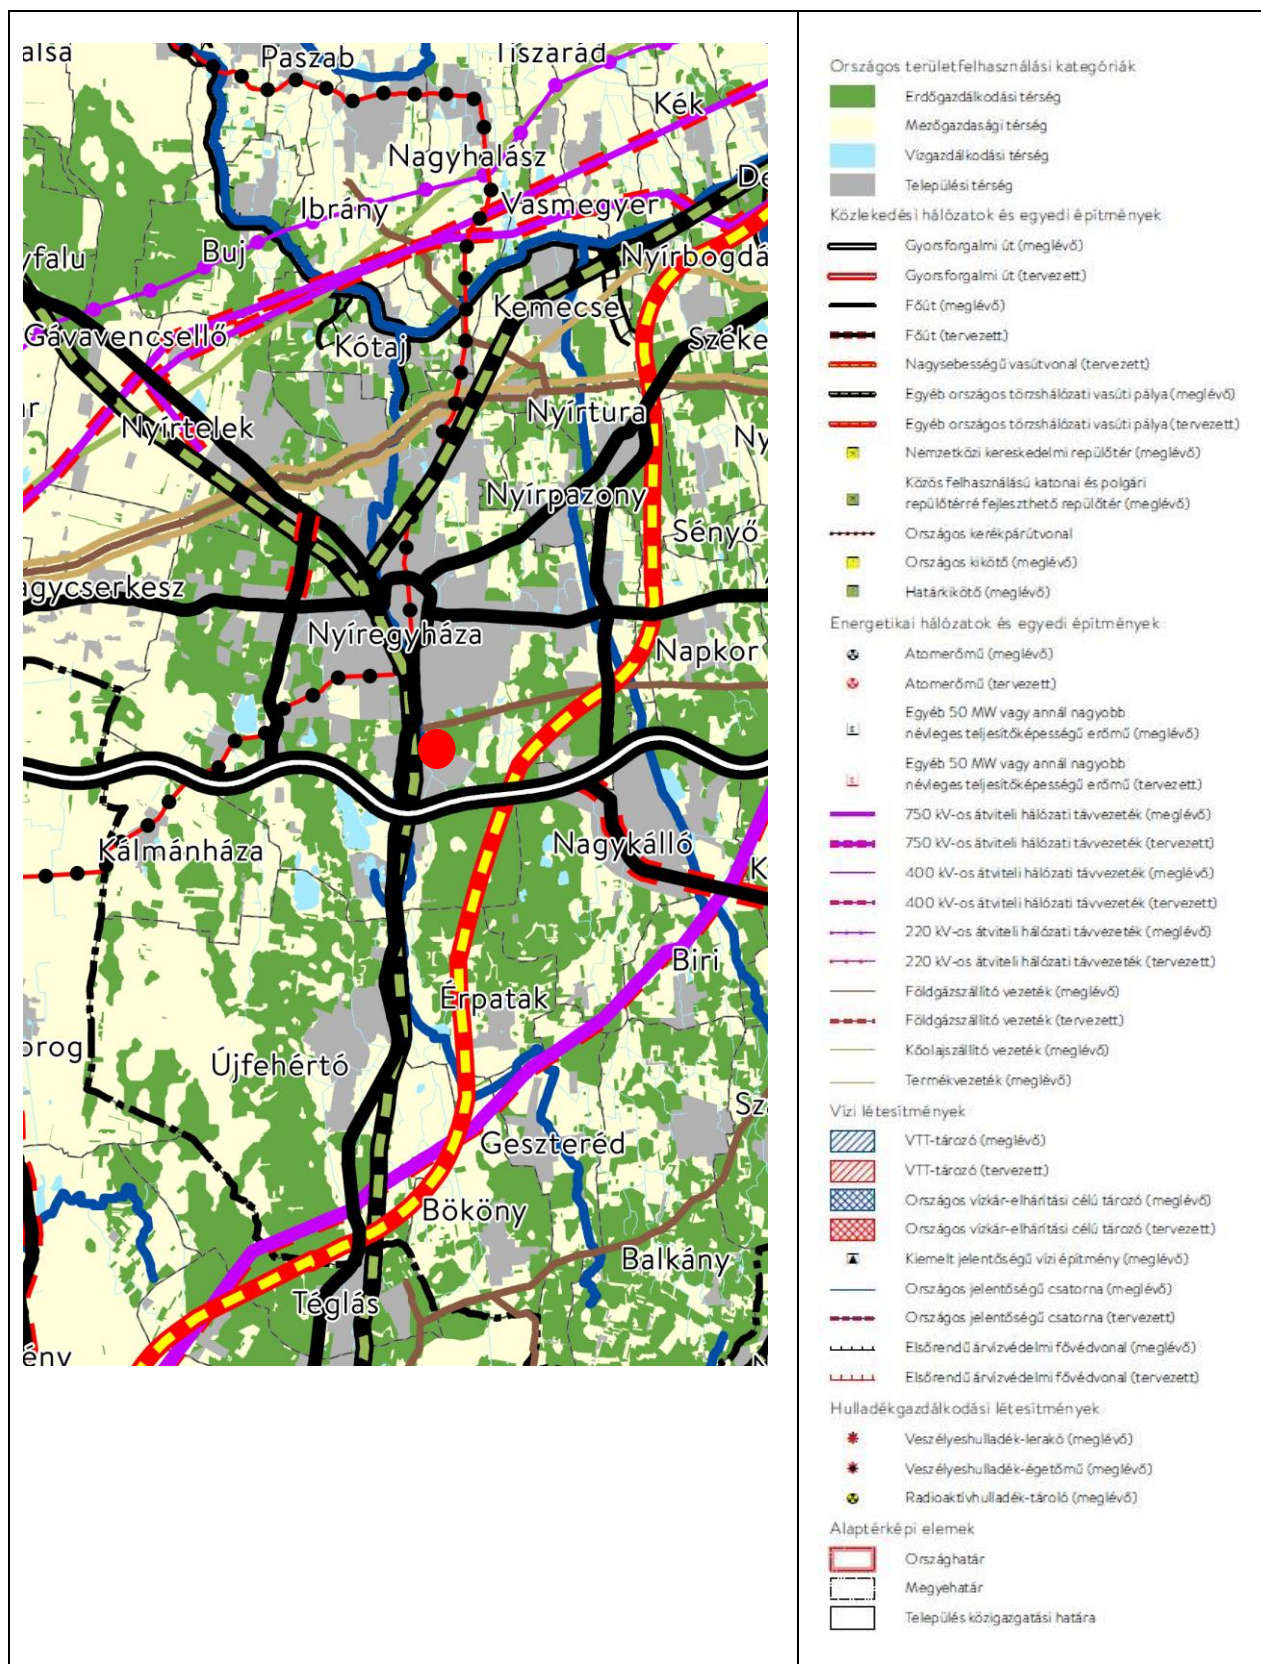 alsa
Paszab
Tiszarád
Kék
Nagyhalász
De
Ibrány
Vasmegyer
Buj
yfalu
Nyírbogdá
Gávavencsellő
Kemecse
Kótaj
Széke
ar
Nyírtelek
Nyírtura
Ny
Nyírpazony
Sényő
agycserkesz
Nyíregyháza
Napkor
Kálmánháza
Nagykálló
K
Biri
Érpatak
orog
Újfehértó
Sza
Geszteréd
Bököny
Balkány
Téglás
ény
Országos területfelhasználási kategóriák
Erdőgazdálkodási térség
Mezőgazdasági térség
Vízgazdálkodási térség
Települési térség
Közlekedési hálózatok és egyedi építmények
Gyorsforgalmi út (meglévő)
Gyorsforgalmi út (tervezett)
Főút (meglévő)
Főút (tervezett)
Nagysebességű vasútvonal (tervezett)
Egyéb országos törzshálózati vasúti pálya (meglévő)
Egyéb országos törzshálózati vasúti pálya (tervezett)
Nemzetközi kereskedelmi repülőtér (meglévő)
Közös felhasználású katonai és polgári
repülőtérré fejleszthető repülőtér (meglévő)
Országos kerékpárútvonal
Országos kikötő (meglévő)
Határkikötő (meglévő)
Energetikai hálózatok és egyedi építmények
Atomerőmű (meglévő)
Atomerőmű (tervezett)
Egyéb 50 MW vagy annál nagyobb
névleges teljesítőképességű erőmű (meglévő)
Egyéb 50 MW vagy annál nagyobb
névleges teljesítőképességű erőmű (tervezett)
750 kV-os átviteli hálózati távvezeték (meglévő)
750 kV-os átviteli hálózati távvezeték (tervezett)
400 kV-os átviteli hálózati távvezeték (meglévő)
400 kV-os átviteli hálózati távvezeték (tervezett)
220 kV-os átviteli hálózati távvezeték (meglévő)
220 kV-os átviteli hálózati távvezeték (tervezett)
Földgázszállító vezeték (meglévő)
Földgázszállító vezeték (tervezett)
Kőolajszállító vezeték (meglévő)
Termékvezeték (meglévő)
Vízi létesítmények
VTT-tározó (meglévő)
VTT-tározó (tervezett)
Országos vízkár-elhárítási célú tározó (meglévő)
Országos vízkár-elhárítási célú tározó (tervezett)
Kiemelt jelentőségű vízi építmény (meglévő)
Országos jelentőségű csatorna (meglévő)
Országos jelentőségű csatorna (tervezett)
Elsőrendű árvízvédelmi fővédvonal (meglévő)
Elsőrendű árvízvédelmi fővédvonal (tervezett)
Hulladékgazdálkodási létesítmények
Veszélyeshulladék-lerakó (meglévő)
Veszélyeshulladék-égetőmű (meglévő)
Radioaktívhulladék-tároló (meglévő)
Alaptérképi elemek
Országhatár
Megyehatár
Település közigazgatási határa